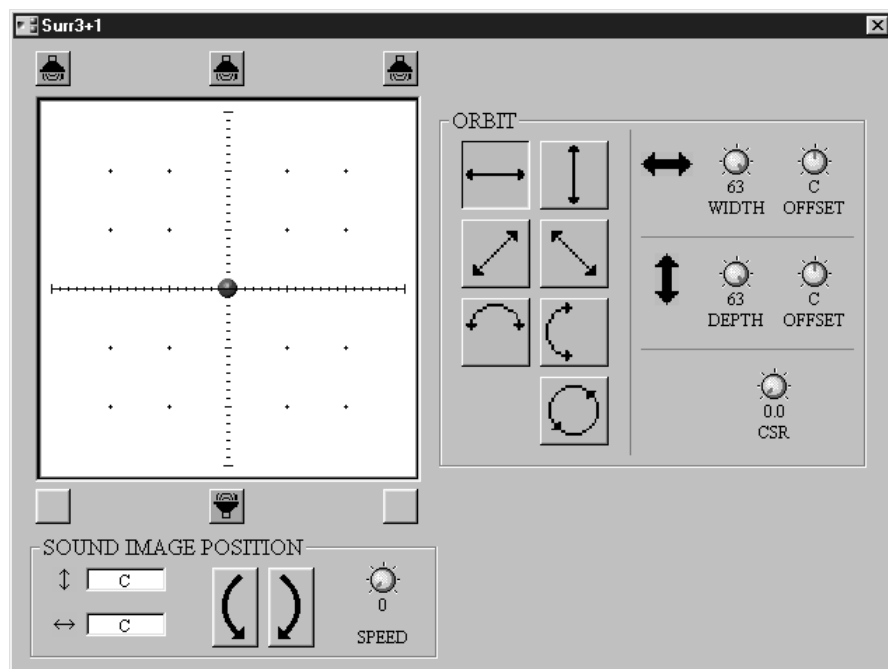 Surr3+1
ORBIT
63 C
WIDTH OFFSET
63 C
DEPTH OFFSET
0.0
CSR
SOUND IMAGE POSITION
C
C
0
SPEED